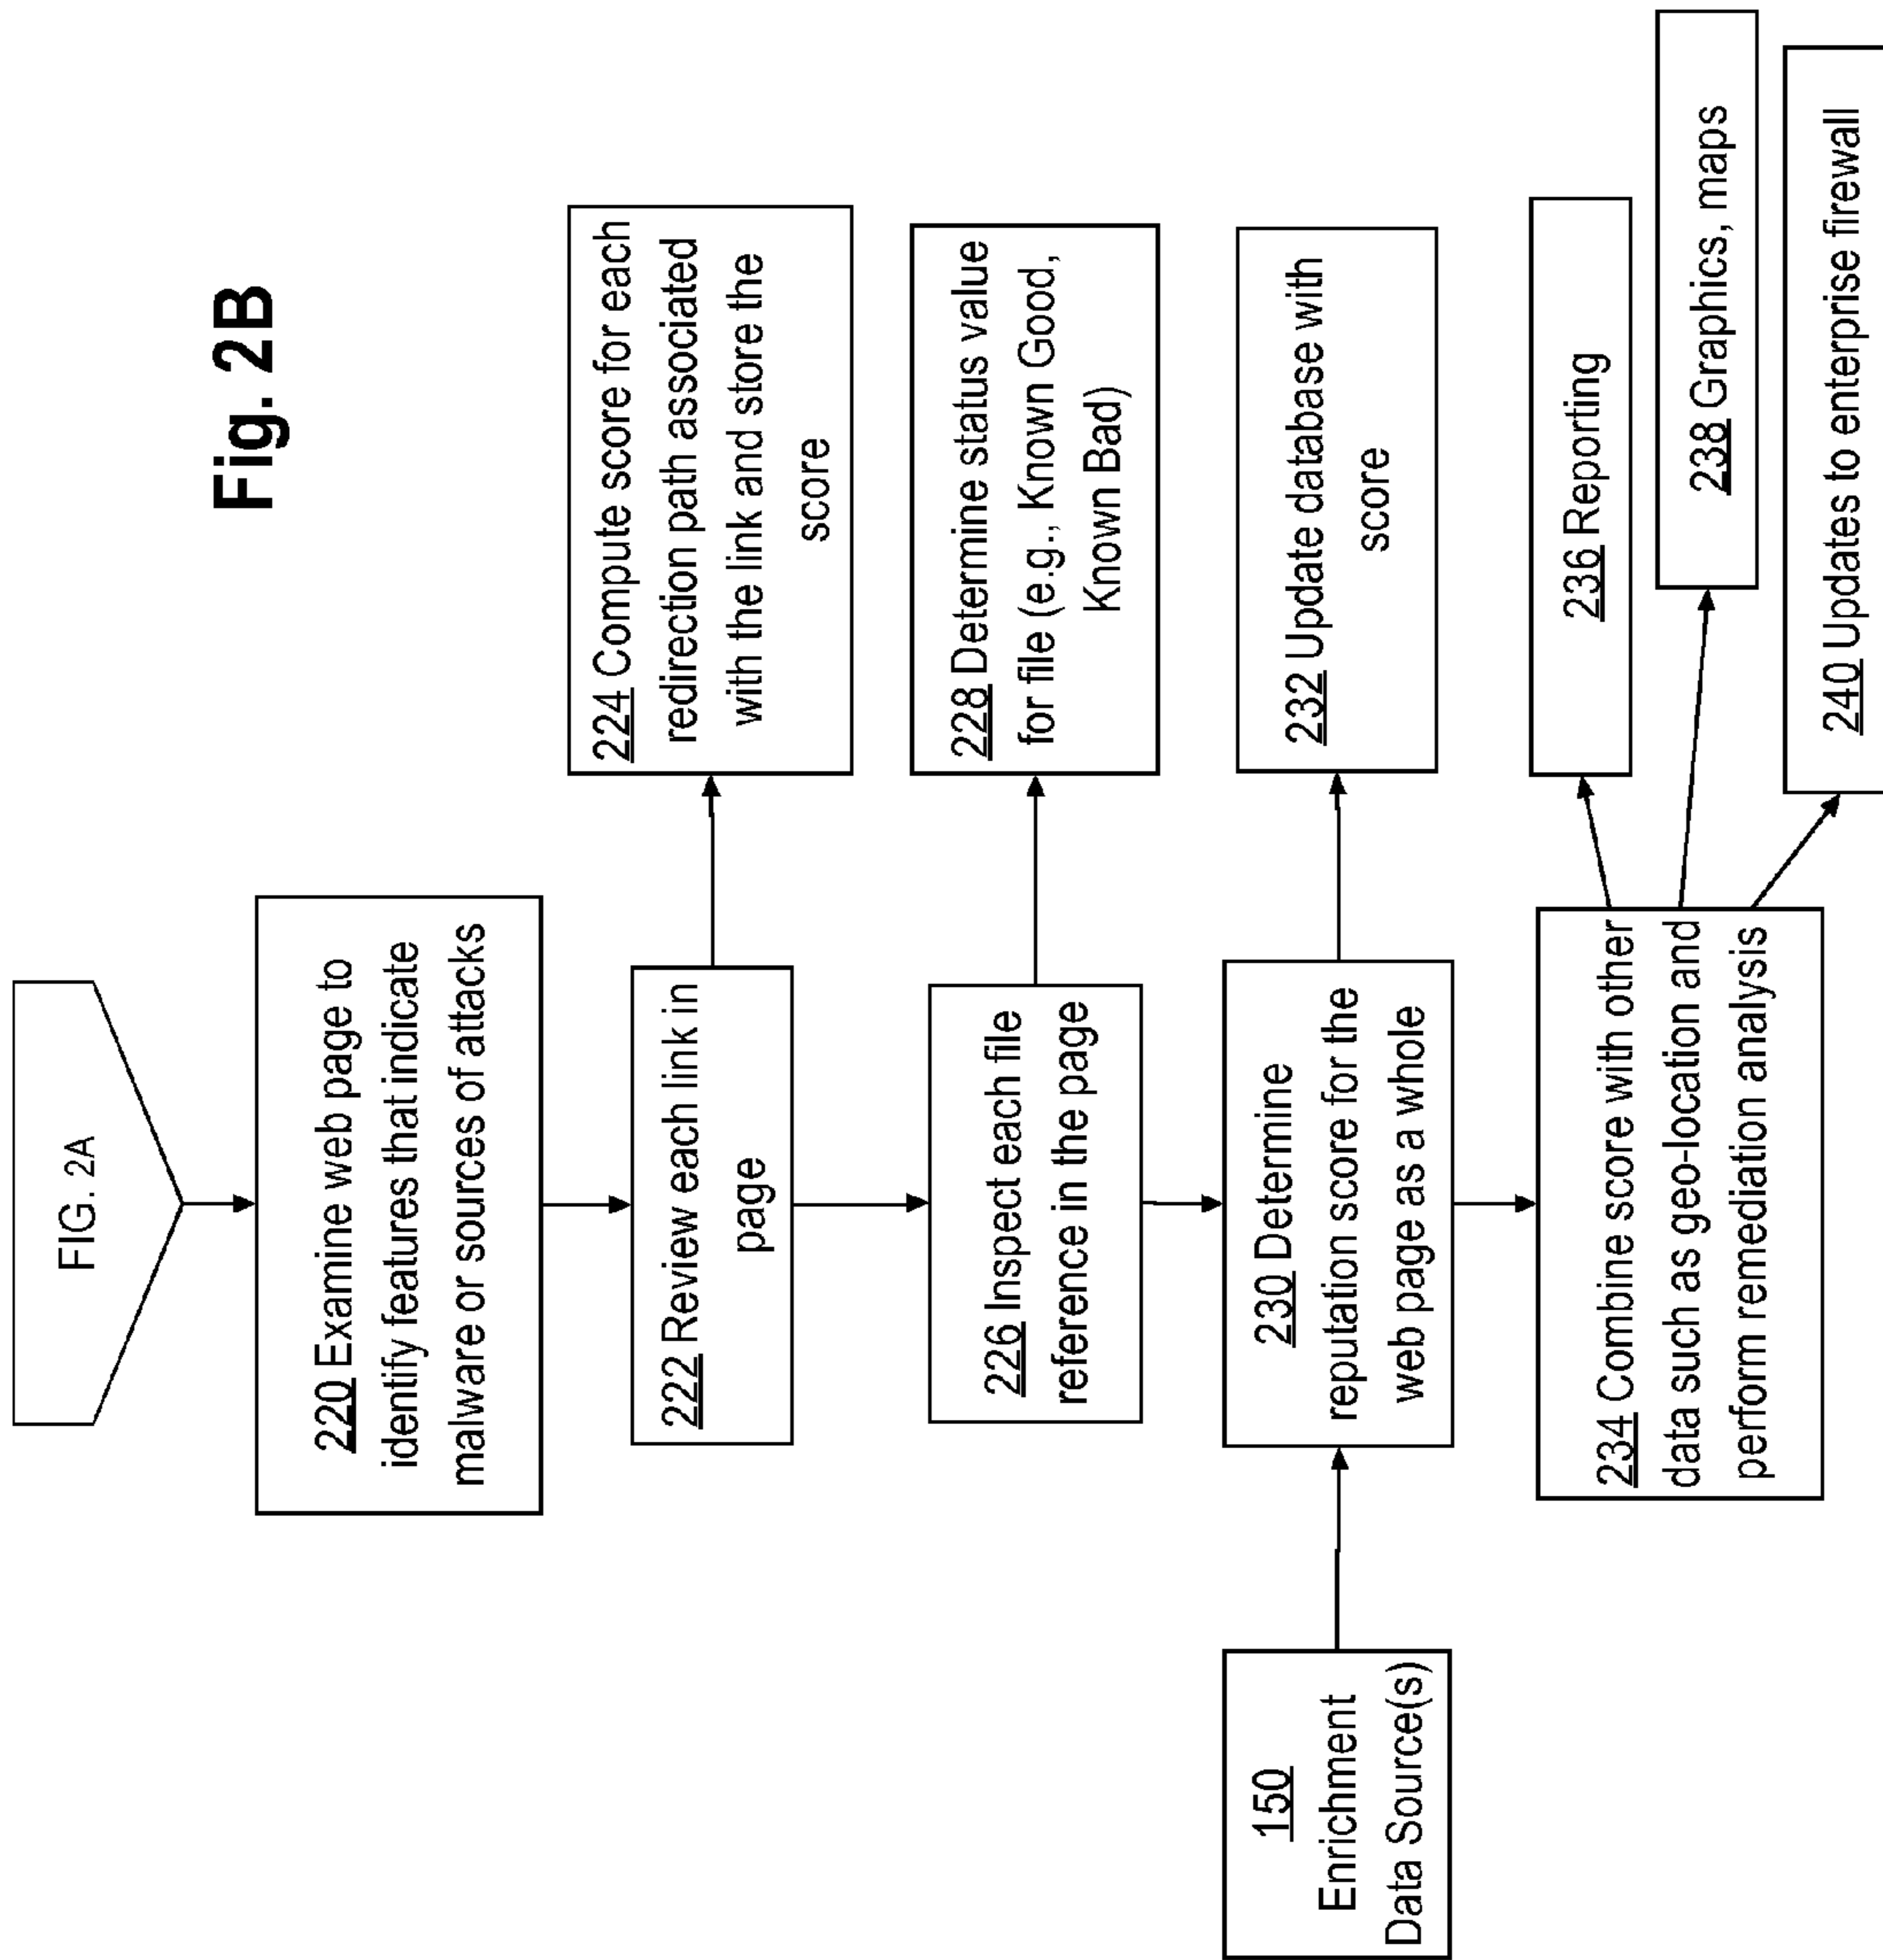 Fig. 2B
FIG. 2A
220 Examine web page to
identify features that indicate
malware or sources of attacks
222 Review each link in
page
224 Compute score for each
redirection path associated
with the link and store the
score
226 Inspect each file
reference in the page
228 Determine status value
for file (e.g., Known Good,
Known Bad)
150
Enrichment
Data Source(s)
230 Determine
reputation score for the
web page as a whole
232 Update database with
score
234 Combine score with other
data such as geo-location and
perform remediation analysis
236 Reporting
238 Graphics, maps
240 Updates to enterprise firewall